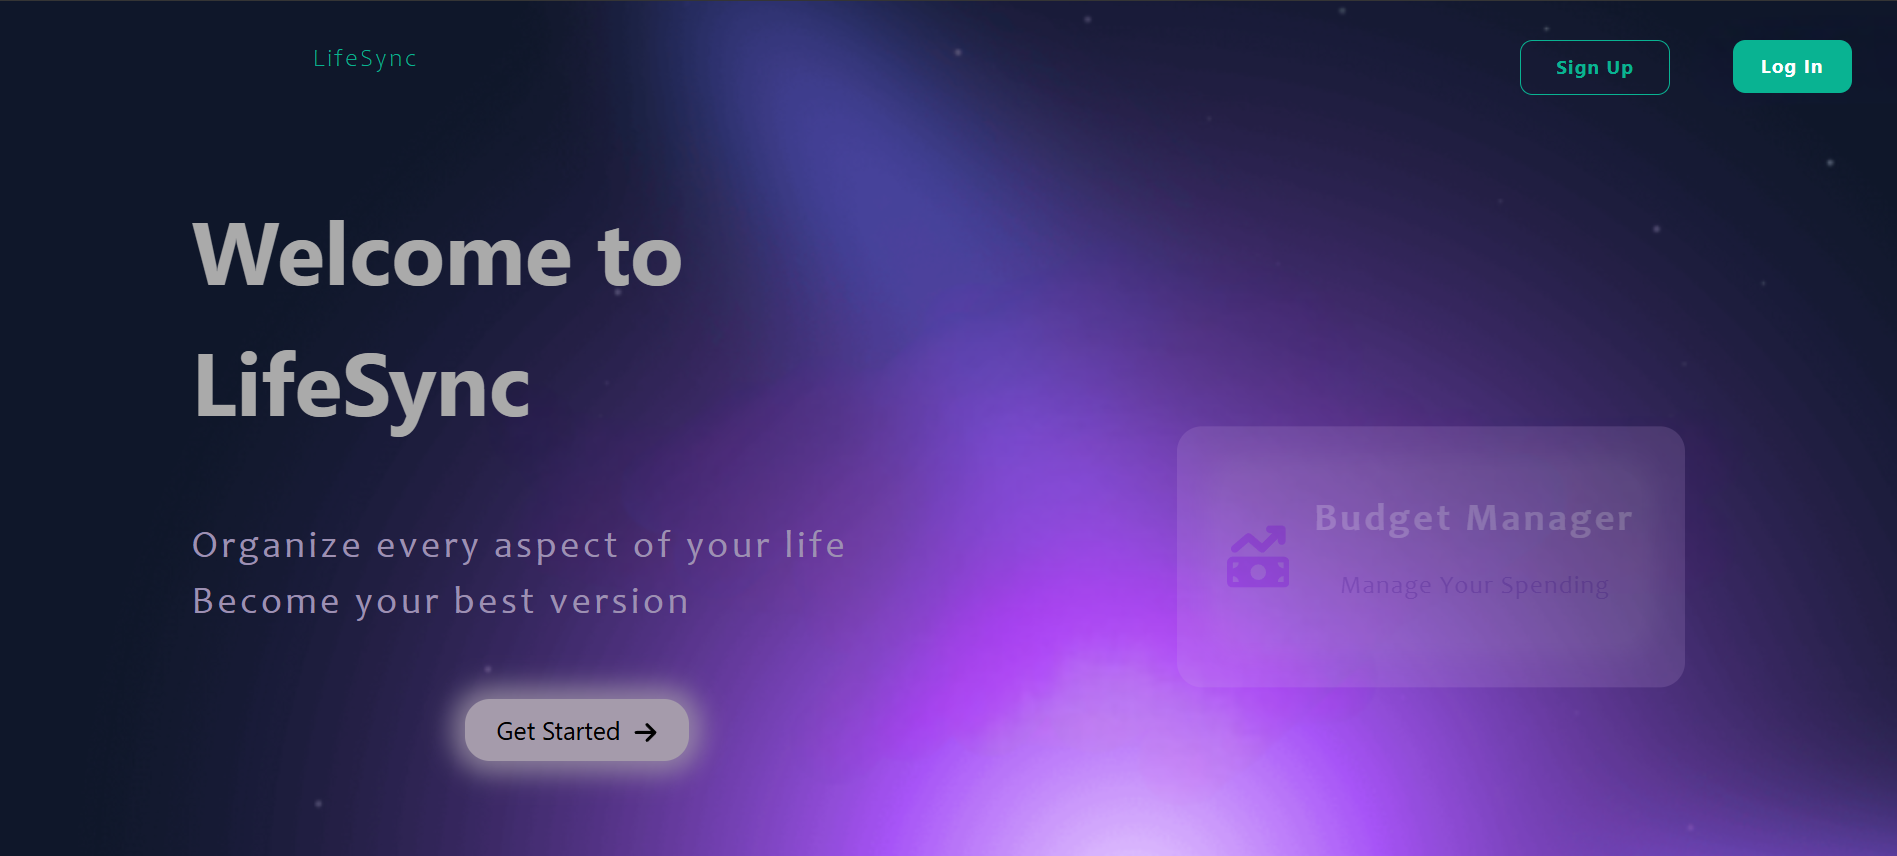 LifeSync
Sign Up
Log In
Welcome to
LifeSync
Organize every aspect of your life
Become your best version
Get Started
Budget Manager
Manage Your Spending